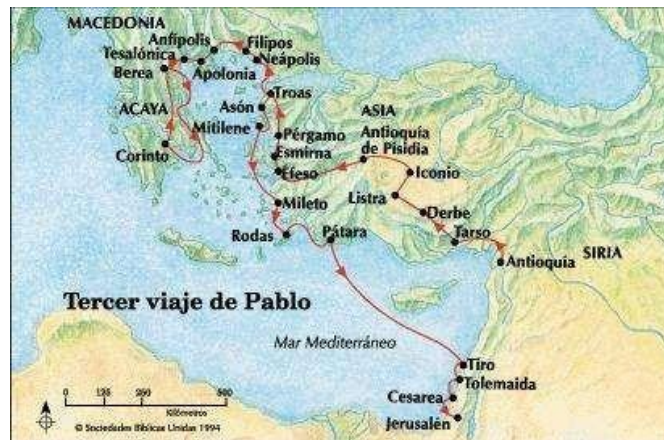 MACEDONIA
Anfípolis
Filipos
Tesalónica
Neápolis
Berea
Apolonia
Troas
ACAYA
Asón
ASIA
Mitilene
Pérgamo
Antioquía
de Pisidia
Corinto
Esmirna
Efeso
Iconio
Listra
Mileto
Derbe
Rodas
Pátara
Tarso
SIRIA
Antioquía
Tercer viaje de Pablo
Mar Mediterráneo
Tiro
Tolemaida
Cesarea
Jerusalén
0 125 250 500
Kilómetros
© Sociedades Bíblicas Unidas 1994